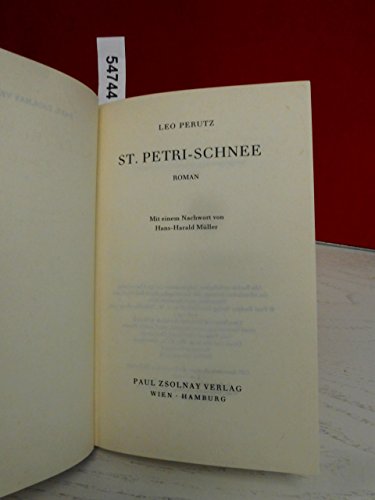 54744
LEO PERUTZ
ST. PETRI-SCHNEE
ROMAN
Mit einem Nachwort von
Hans-Harald Müller
PAUL ZSOLNAY VERLAG
WIEN · HAMBURG